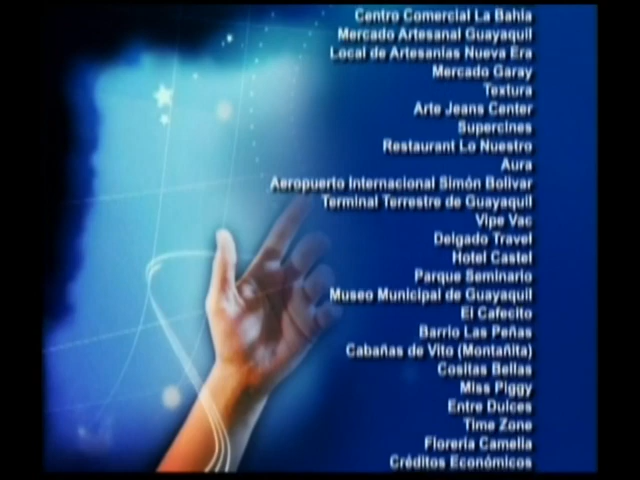 Centro Comercial La Bahia
Mercado Artesanal Guayaquil
Local de Artesanías Nueva Era
Mercado Garay
Textura
Arte Jeans Center
Supercines
Restaurant Lo Nuestro
Aura
Aeropuerto Internacional Simón Bolivar
Terminal Terrestre de Guayaquil
Vipe Vac
Delgado Travel
Hotel Castel
Parque Seminario
Museo Municipal de Guayaquil
El Cafecito
Barrio Las Peñas
Cabañas de Vito (Montañita)
Cositas Bellas
Miss Piggy
Entre Dulces
Time Zone
Florería Camelia
Créditos Económicos